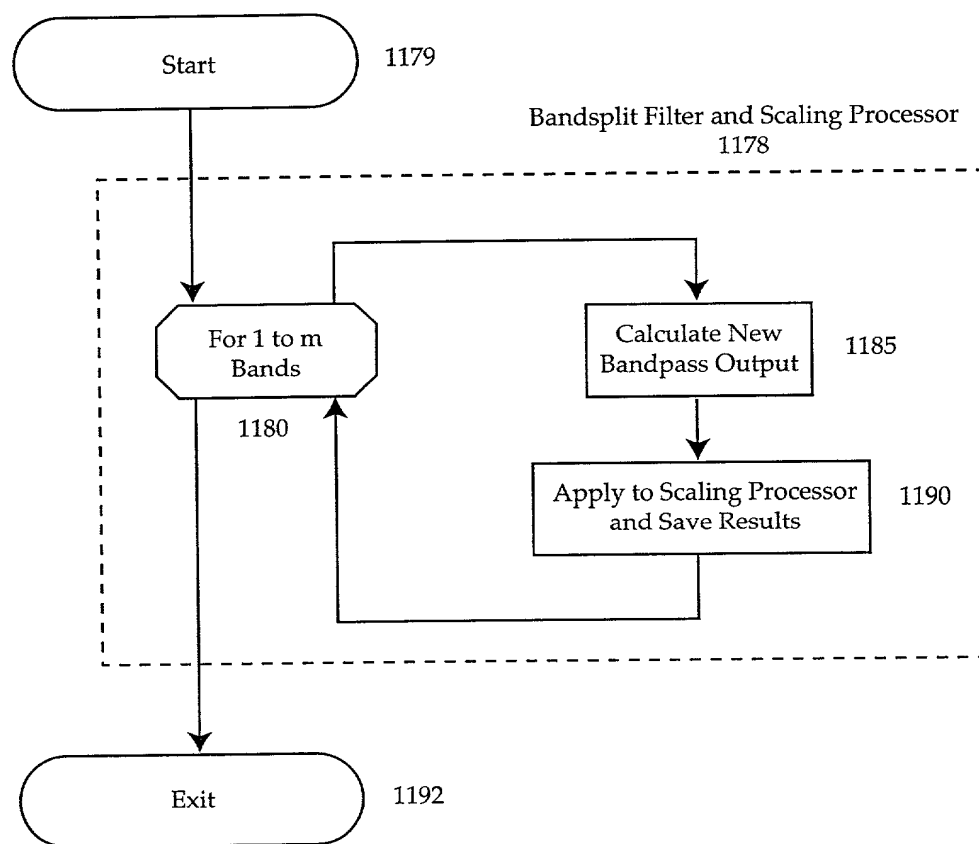 Start
1179
Bandsplit Filter and Scaling Processor
1178
For 1 to m
Bands
1180
Calculate New
Bandpass Output
1185
Apply to Scaling Processor
and Save Results
1190
Exit
1192